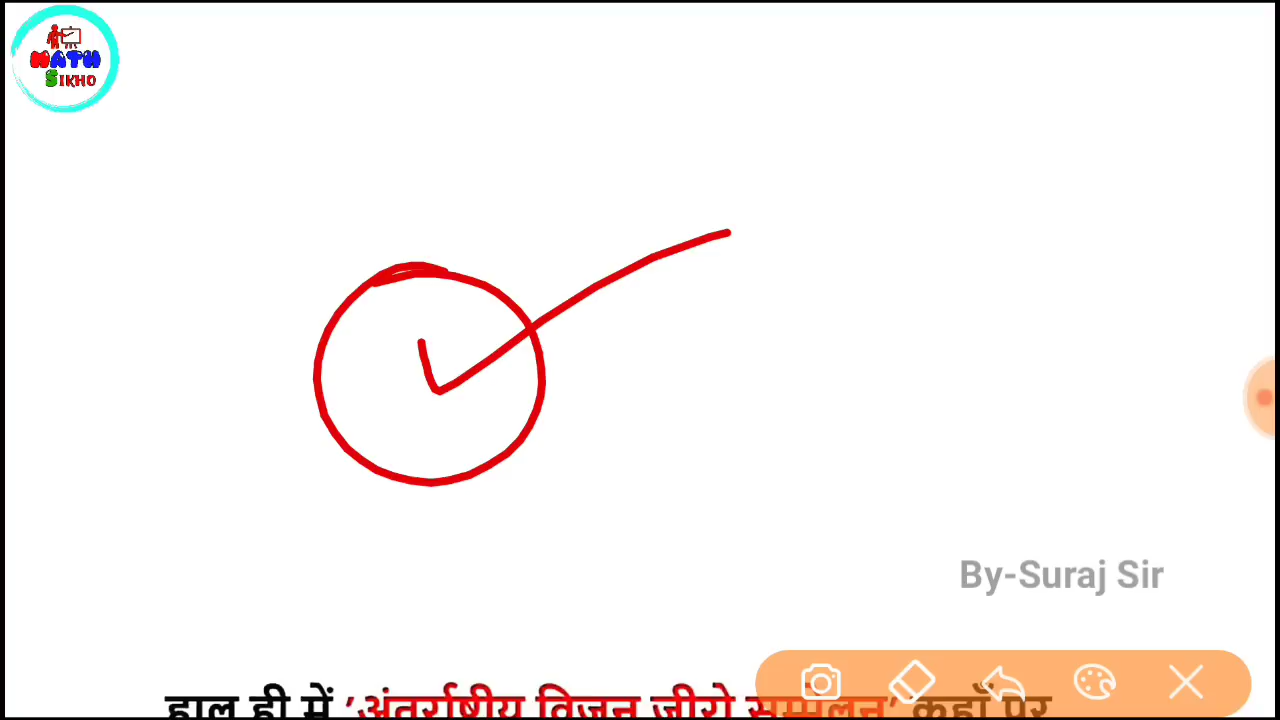 MATH
SIKHO
By-Suraj Sir
हाल ही में 'अंतर्राष्ट्रीय विजन जीरो सम्मेलन' कहाँ पर